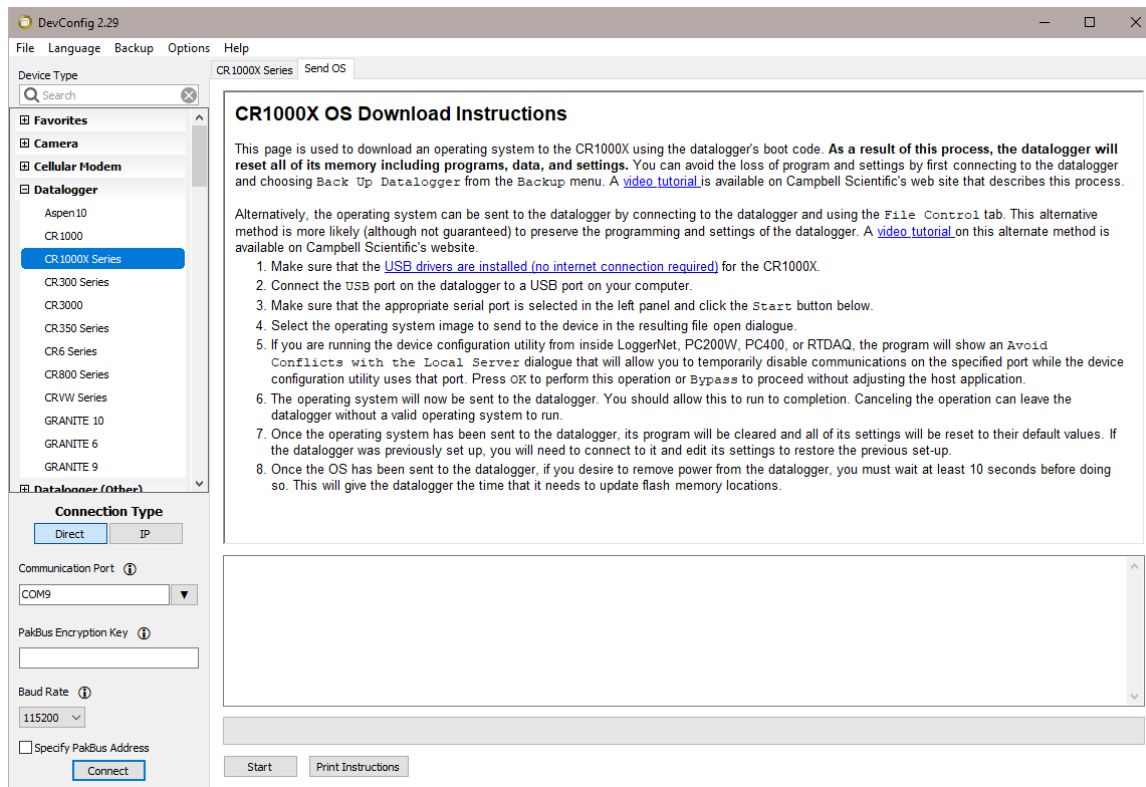 DevConfig 2.29
File Language Backup Options Help
Device Type
Search
Favorites
Camera
Cellular Modem
Datalogger
Aspen10
CR1000
CR1000X Series
CR300 Series
CR3000
CR350 Series
CR6 Series
CR800 Series
CRVW Series
GRANITE 10
GRANITE 6
GRANITE 9
Datalogger (Other)
Connection Type
Direct IP
Communication Port
COM9
PakBus Encryption Key
Baud Rate
115200
Specify PakBus Address
Connect
CR1000X Series Send OS
CR1000X OS Download Instructions
This page is used to download an operating system to the CR1000X using the datalogger's boot code. As a result of this process, the datalogger will
reset all of its memory including programs, data, and settings. You can avoid the loss of program and settings by first connecting to the datalogger
and choosing Back Up Datalogger from the Backup menu. A video tutorial is available on Campbell Scientific's web site that describes this process.
Alternatively, the operating system can be sent to the datalogger by connecting to the datalogger and using the File Control tab. This alternative
method is more likely (although not guaranteed) to preserve the programming and settings of the datalogger. A video tutorial on this alternate method is
available on Campbell Scientific's website.
1. Make sure that the USB drivers are installed (no internet connection required) for the CR1000X.
2. Connect the USB port on the datalogger to a USB port on your computer.
3. Make sure that the appropriate serial port is selected in the left panel and click the Start button below.
4. Select the operating system image to send to the device in the resulting file open dialogue.
5. If you are running the device configuration utility from inside LoggerNet, PC200W, PC400, or RTDAQ, the program will show an Avoid
Conflicts with the Local Server dialogue that will allow you to temporarily disable communications on the specified port while the device
configuration utility uses that port. Press OK to perform this operation or Bypass to proceed without adjusting the host application.
6. The operating system will now be sent to the datalogger. You should allow this to run to completion. Canceling the operation can leave the
datalogger without a valid operating system to run.
7. Once the operating system has been sent to the datalogger, its program will be cleared and all of its settings will be reset to their default values. If
the datalogger was previously set up, you will need to connect to it and edit its settings to restore the previous set-up.
8. Once the OS has been sent to the datalogger, if you desire to remove power from the datalogger, you must wait at least 10 seconds before doing
so. This will give the datalogger the time that it needs to update flash memory locations.
Start Print Instructions